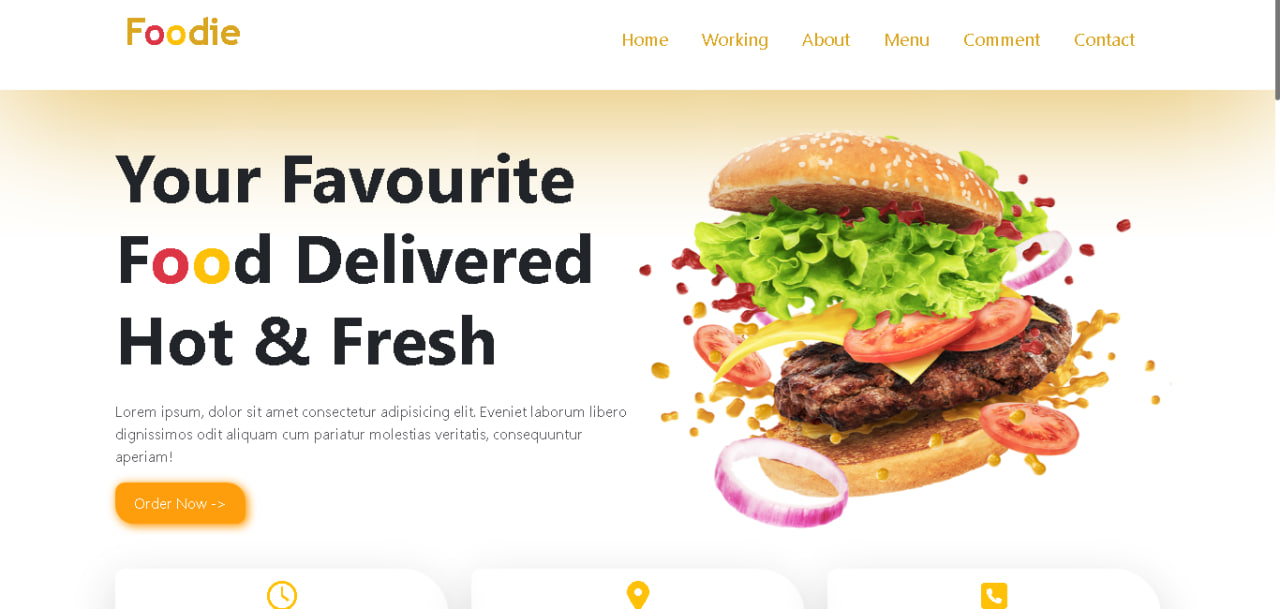 Foodie
Home Working About Menu Comment Contact
Your Favourite
Food Delivered
Hot & Fresh
Lorem ipsum, dolor sit amet consectetur adipisicing elit. Eveniet laborum libero
dignissimos odit aliquam cum pariatur molestias veritatis, consequuntur
aperiam!
Order Now ->